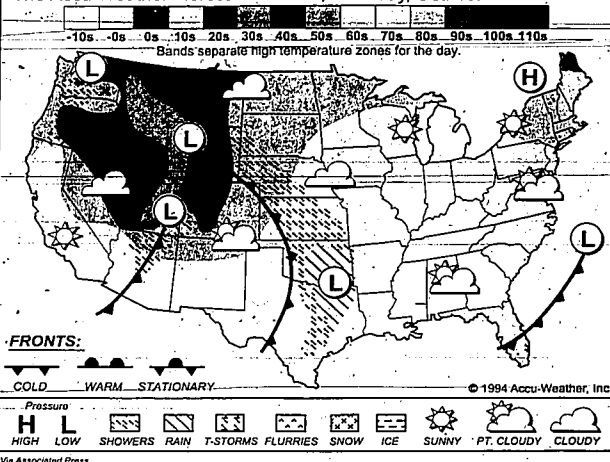 -10s -0s 0s 10s 20s 30s 40s 50s 60s 70s 80s 90s 100s 110s
Bands separate high temperature zones for the day.
L
H
L
L
L
L
FRONTS:
COLD WARM STATIONARY
© 1994 Accu-Weather, Inc
Pressure
H L
HIGH LOW SHOWERS RAIN T-STORMS FLURRIES SNOW ICE SUNNY PT. CLOUDY CLOUDY
Via Associated Press